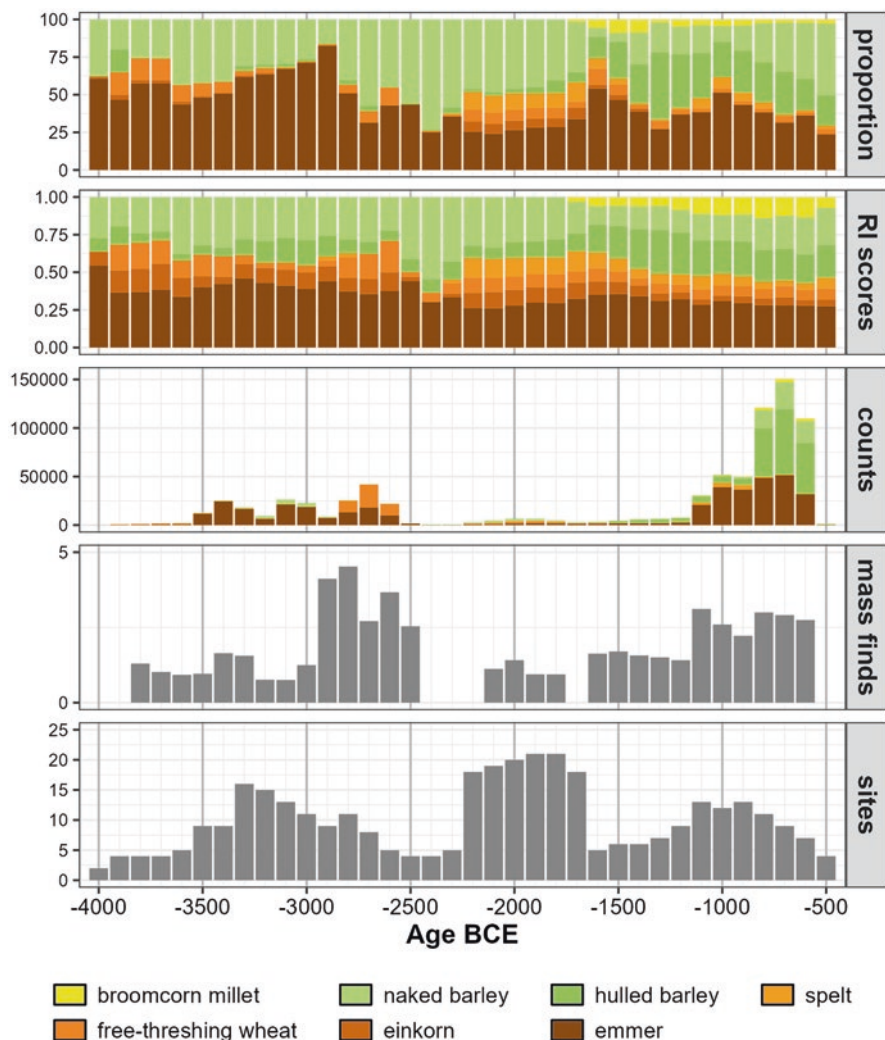 100
75
50
25
0
proportion
1.00
0.75
0.50
0.25
0.00
RI scores
150000
100000
50000
0
counts
5
0
mass finds
25
20
15
10
5
0
sites
-4000 -3500 -3000 -2500 -2000 -1500 -1000 -500
Age BCE
broomcorn millet naked barley hulled barley spelt
free-threshing wheat einkorn emmer